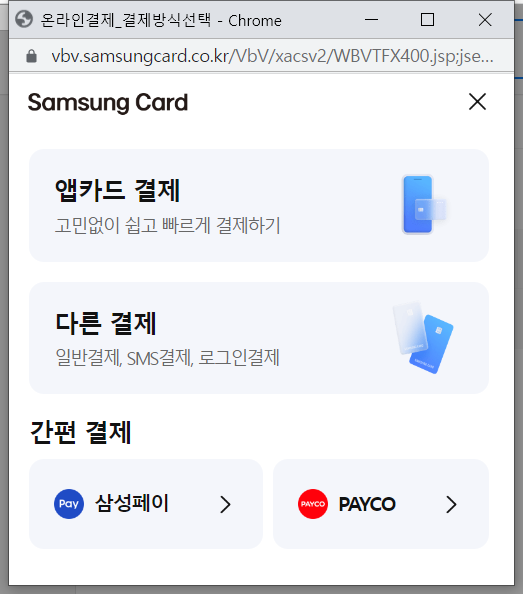 온라인결제_결제방식선택 - Chrome
vbv.samsungcard.co.kr/VbV/xacsv2/WBVTFX400.jsp;jse...
Samsung Card
앱카드 결제
고민없이 쉽고 빠르게 결제하기
다른 결제
일반결제, SMS결제, 로그인결제
간편 결제
Pay 삼성페이
PAYCO PAYCO